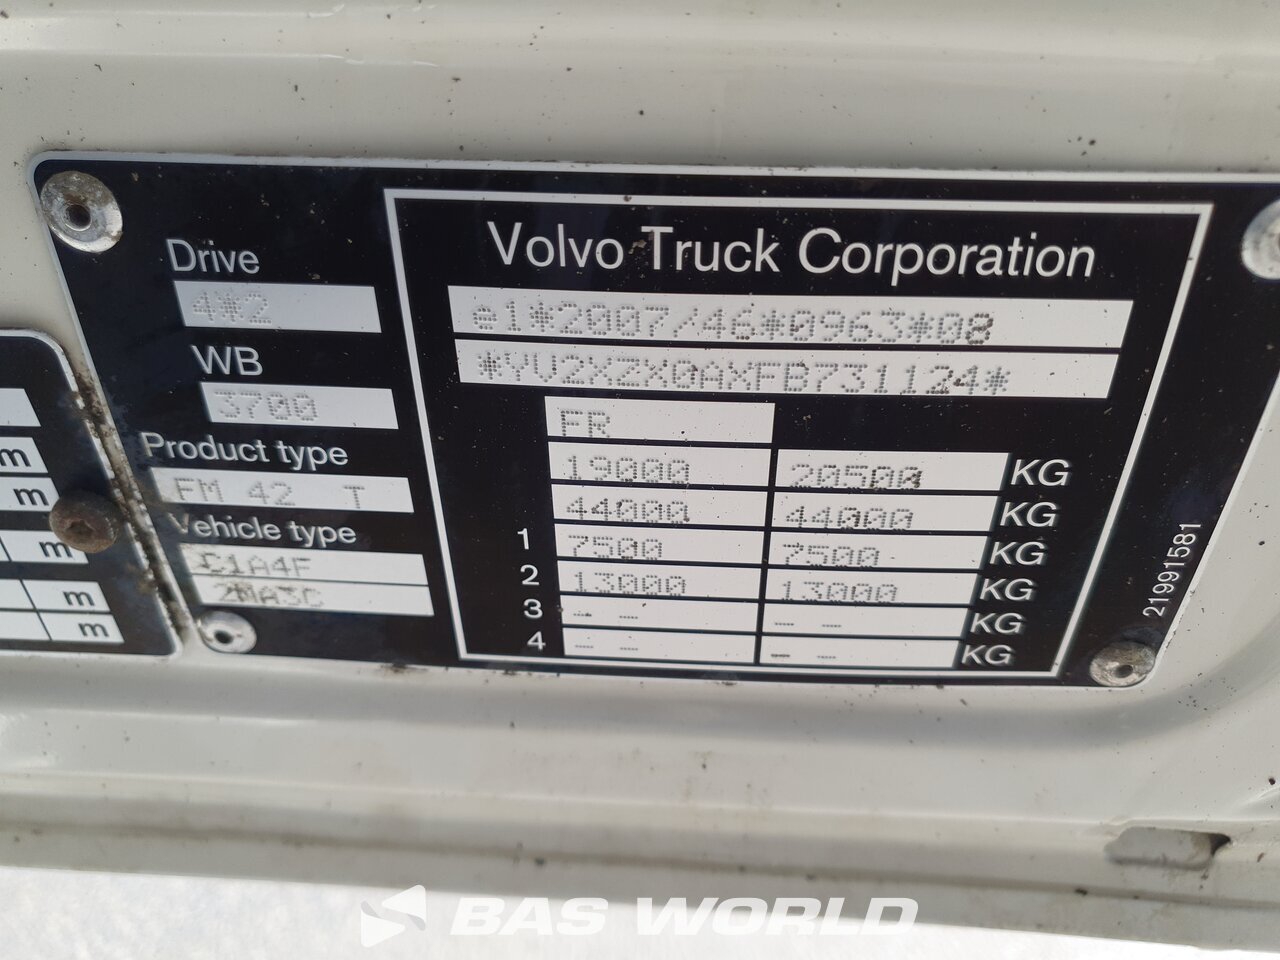 Drive
4*2
WB
3700
Product type
FM 42 T
Vehicle type
C1A4F
2MA3C
Volvo Truck Corporation
e1*2007/46*0963*08
*YV2XZX0AXFB731124*
FR
19000 20500 KG
44000 44000 KG
1 7500 7500 KG
2 13000 13000 KG
3 -- -- -- -- KG
4 -- -- -- -- KG
21991581
m
m
m
m
m
BAS WORLD